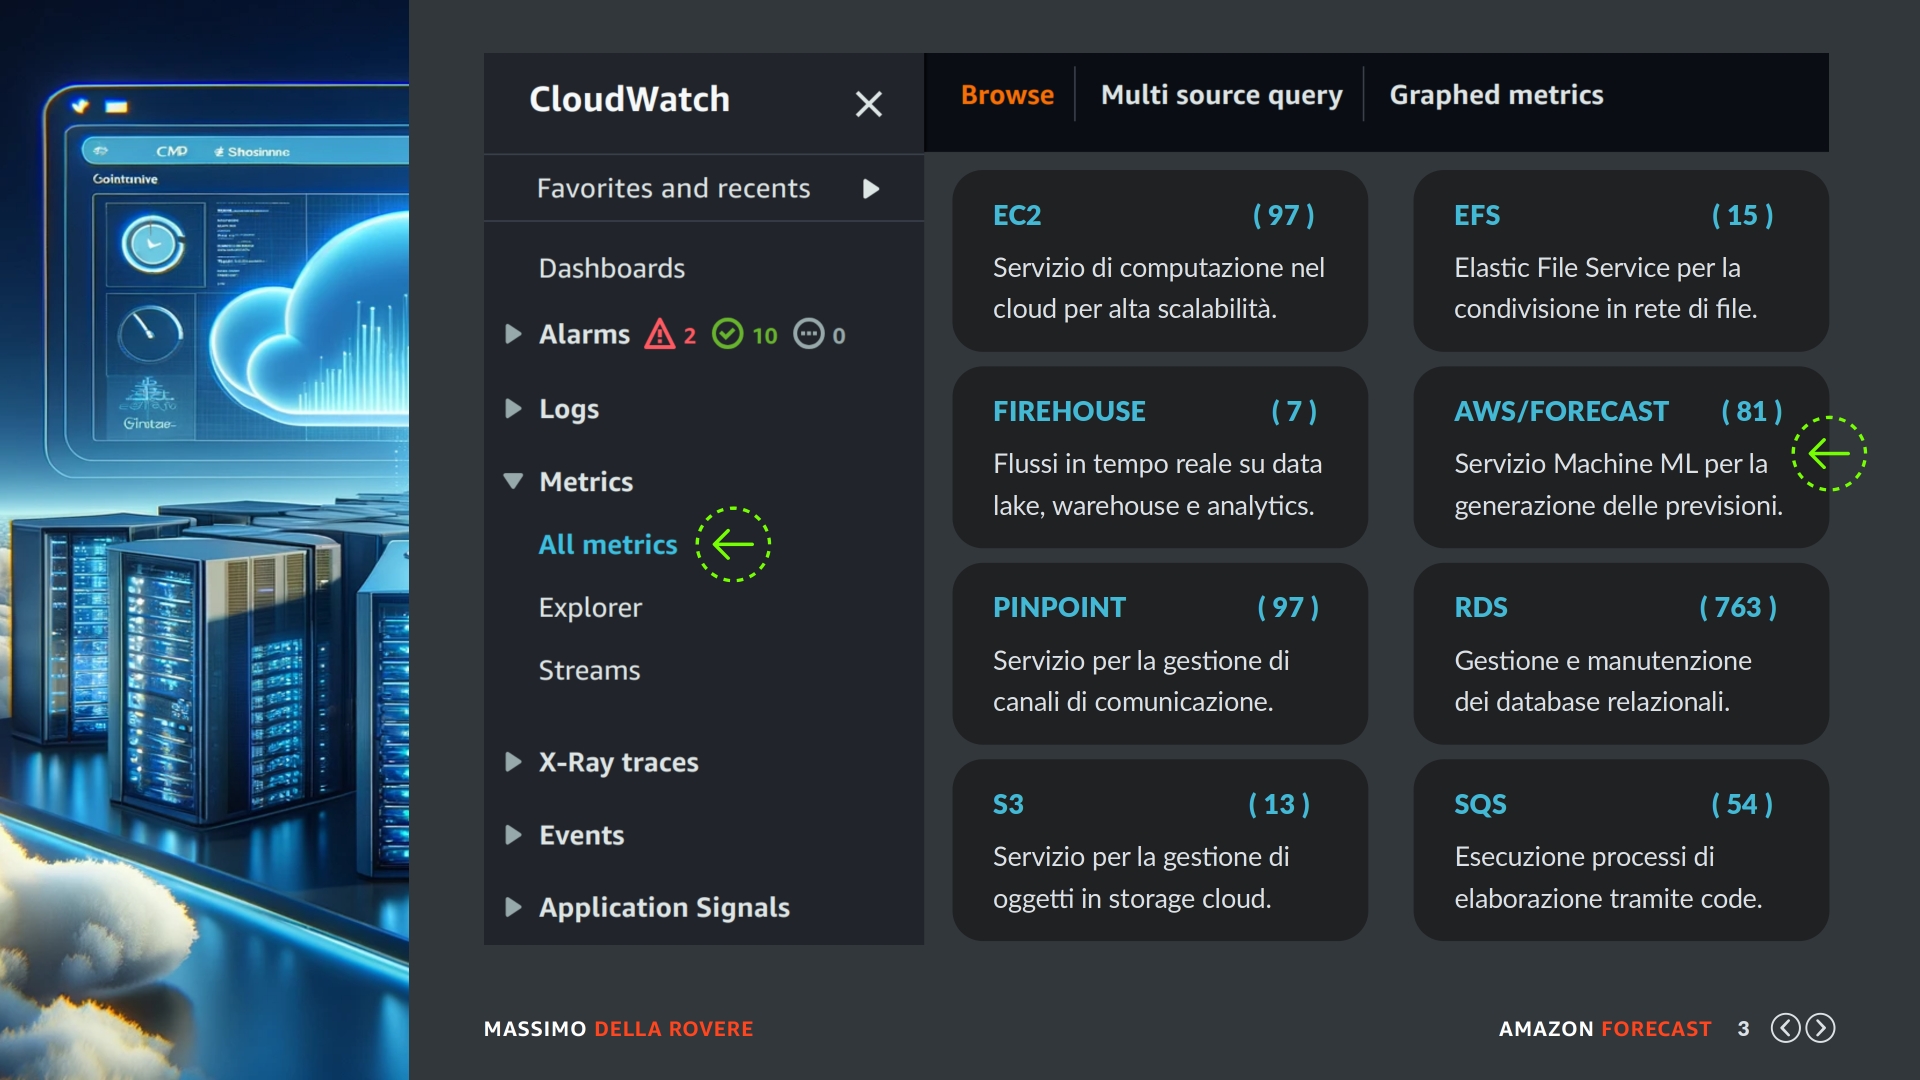 CMP
CloudWatch
Favorites and recents
Dashboards
Alarms 2 10 0
Logs
Metrics
All metrics
Explorer
Streams
X-Ray traces
Events
Application Signals
Browse
Multi source query
Graphed metrics
EC2 ( 97 )
Servizio di computazione nel
cloud per alta scalabilità.
EFS ( 15 )
Elastic File Service per la
condivisione in rete di file.
FIREHOUSE ( 7 )
Flussi in tempo reale su data
lake, warehouse e analytics.
AWS/FORECAST ( 81 )
Servizio Machine ML per la
generazione delle previsioni.
PINPOINT ( 97 )
Servizio per la gestione di
canali di comunicazione.
RDS ( 763 )
Gestione e manutenzione
dei database relazionali.
S3 ( 13 )
Servizio per la gestione di
oggetti in storage cloud.
SQS ( 54 )
Esecuzione processi di
elaborazione tramite code.
MASSIMO DELLA ROVERE
AMAZON FORECAST 3